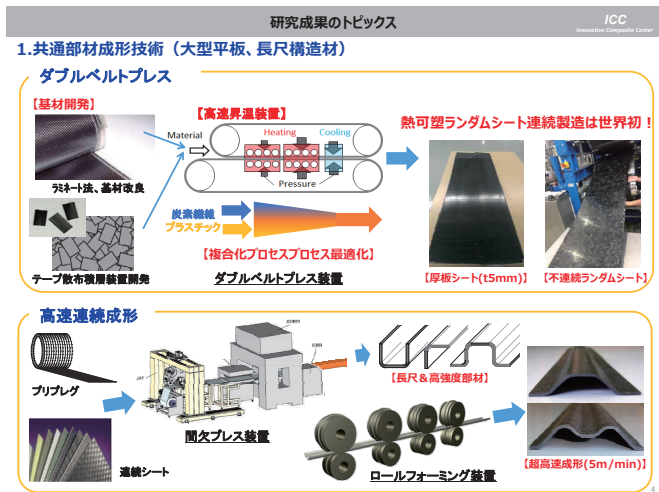 研究成果のトピックス
ICC
Innovative Composite Center
1.共通部材成形技術（大型平板、長尺構造材）
ダブルベルトプレス
【基材開発】
【高速昇温装置】
熱可塑ランダムシート連続製造は世界初！
Material
Heating
Cooling
Pressure
ﾗﾐﾈｰﾄ法、基材改良
炭素繊維
プラスチック
【複合化プロセスプロセス最適化】
テープ散布積層装置開発
ダブルベルトプレス装置
【厚板シート(t5mm)】
【不連続ランダムシート】
高速連続成形
プリプレグ
連続シート
間欠プレス装置
【長尺＆高強度部材】
ロールフォーミング装置
【超高速成形(5m/min)】
4